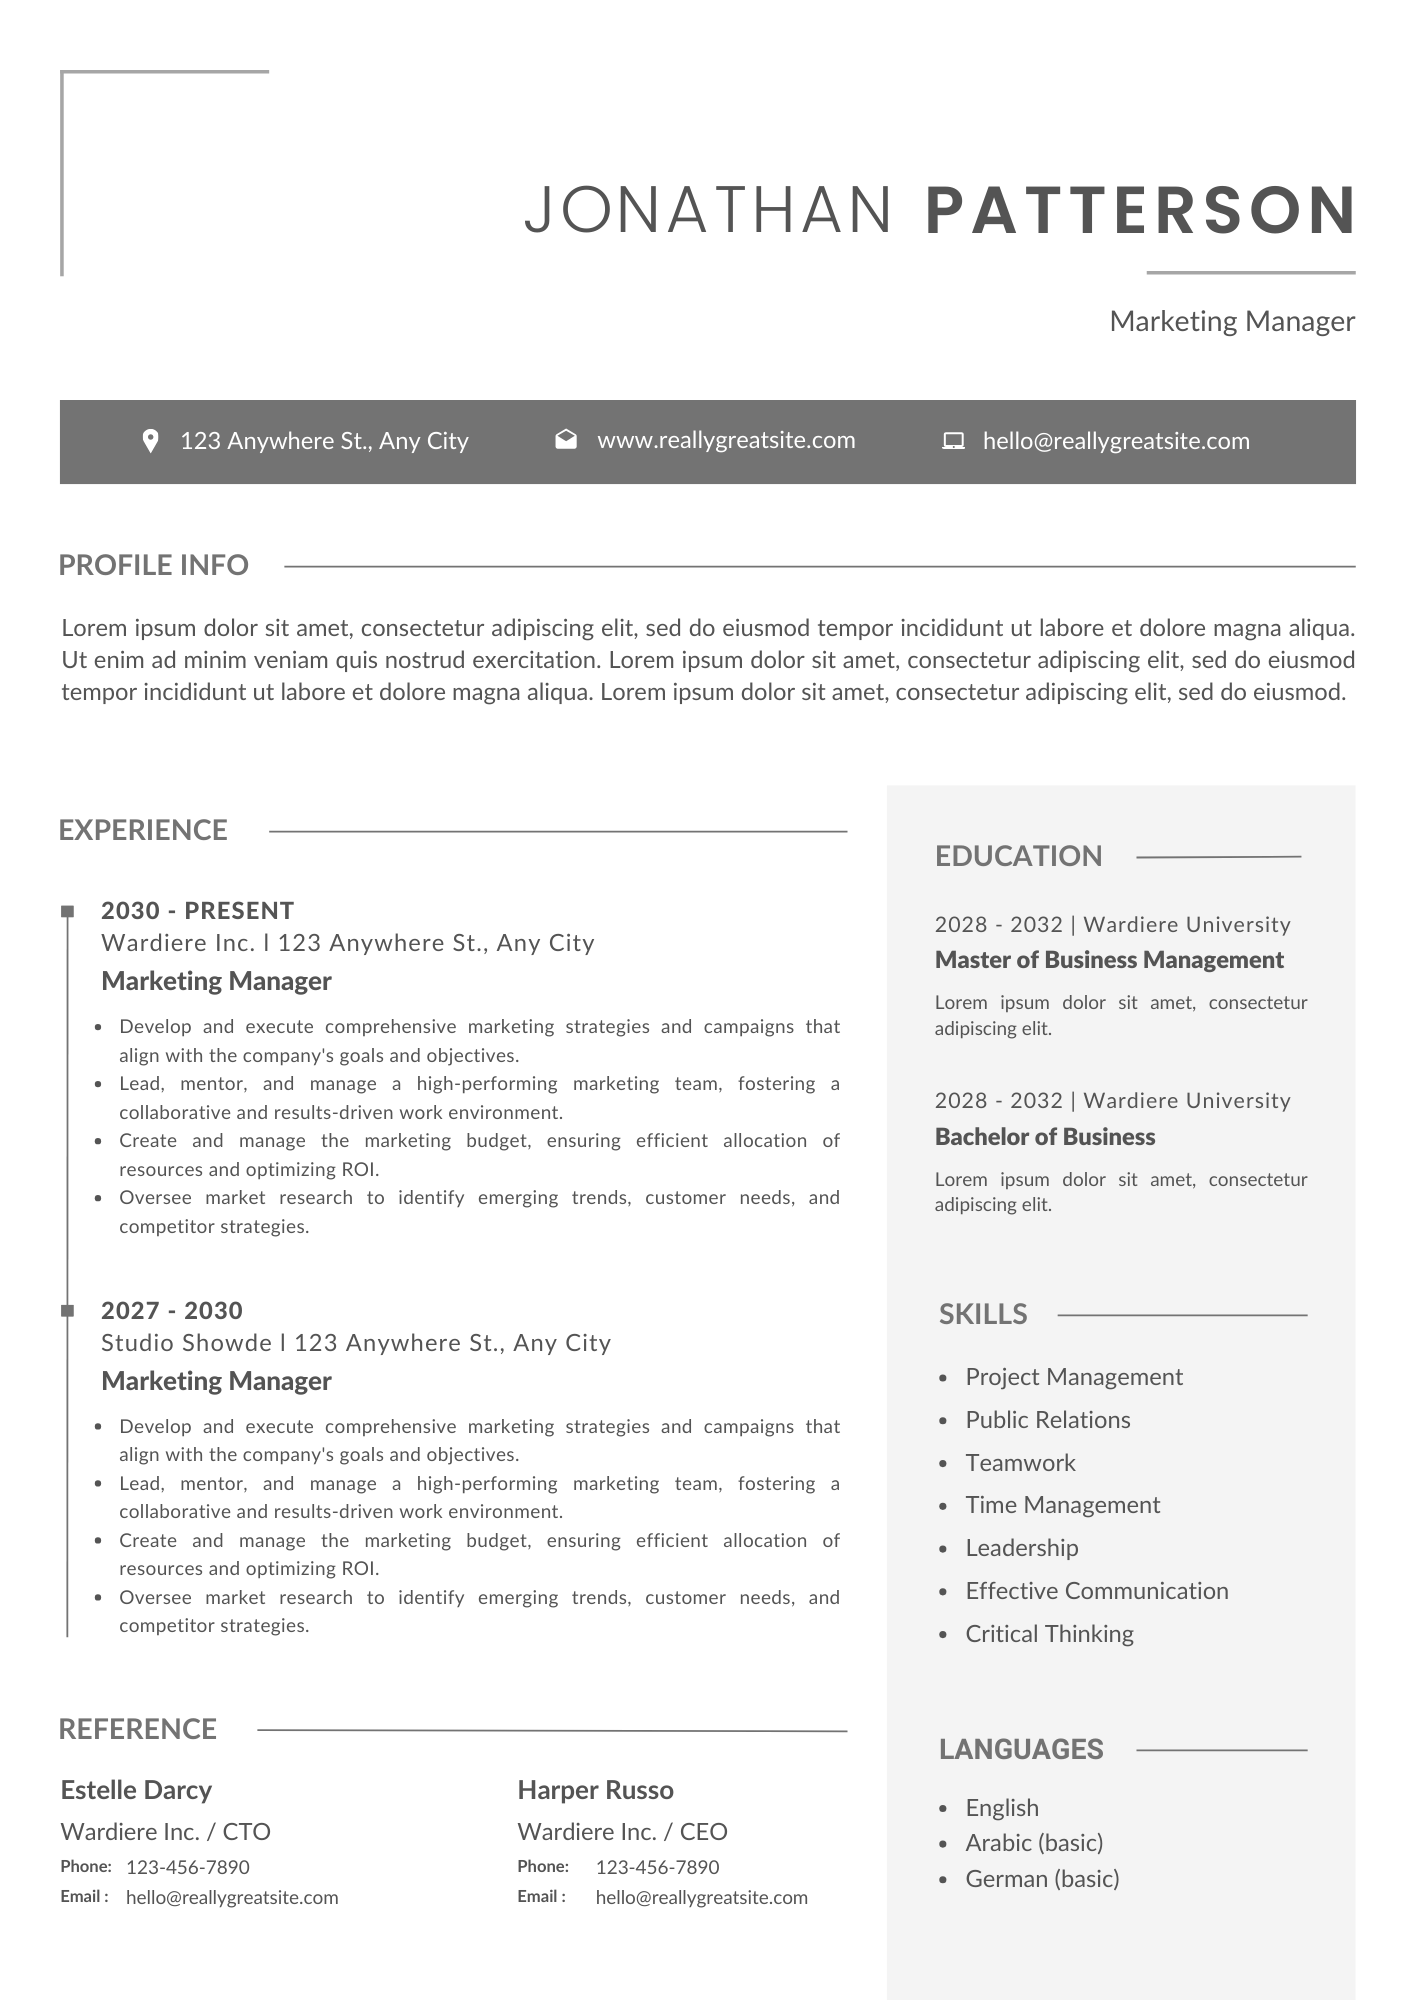 JONATHAN PATTERSON
Marketing Manager
123 Anywhere St., Any City
www.reallygreatsite.com
hello@reallygreatsite.com
PROFILE INFO
Lorem ipsum dolor sit amet, consectetur adipiscing elit, sed do eiusmod tempor incididunt ut labore et dolore magna aliqua.
Ut enim ad minim veniam quis nostrud exercitation. Lorem ipsum dolor sit amet, consectetur adipiscing elit, sed do eiusmod
tempor incididunt ut labore et dolore magna aliqua. Lorem ipsum dolor sit amet, consectetur adipiscing elit, sed do eiusmod.
EXPERIENCE
2030 - PRESENT
Wardiere Inc. l 123 Anywhere St., Any City
Marketing Manager
• Develop and execute comprehensive marketing strategies and campaigns that
align with the company's goals and objectives.
• Lead, mentor, and manage a high-performing marketing team, fostering a
collaborative and results-driven work environment.
• Create and manage the marketing budget, ensuring efficient allocation of
resources and optimizing ROI.
• Oversee market research to identify emerging trends, customer needs, and
competitor strategies.
2027 - 2030
Studio Showde l 123 Anywhere St., Any City
Marketing Manager
• Develop and execute comprehensive marketing strategies and campaigns that
align with the company's goals and objectives.
• Lead, mentor, and manage a high-performing marketing team, fostering a
collaborative and results-driven work environment.
• Create and manage the marketing budget, ensuring efficient allocation of
resources and optimizing ROI.
• Oversee market research to identify emerging trends, customer needs, and
competitor strategies.
REFERENCE
Estelle Darcy
Wardiere Inc. / CTO
Phone: 123-456-7890
Email : hello@reallygreatsite.com
Harper Russo
Wardiere Inc. / CEO
Phone: 123-456-7890
Email : hello@reallygreatsite.com
EDUCATION
2028 - 2032 | Wardiere University
Master of Business Management
Lorem ipsum dolor sit amet, consectetur
adipiscing elit.
2028 - 2032 | Wardiere University
Bachelor of Business
Lorem ipsum dolor sit amet, consectetur
adipiscing elit.
SKILLS
• Project Management
• Public Relations
• Teamwork
• Time Management
• Leadership
• Effective Communication
• Critical Thinking
LANGUAGES
• English
• Arabic (basic)
• German (basic)